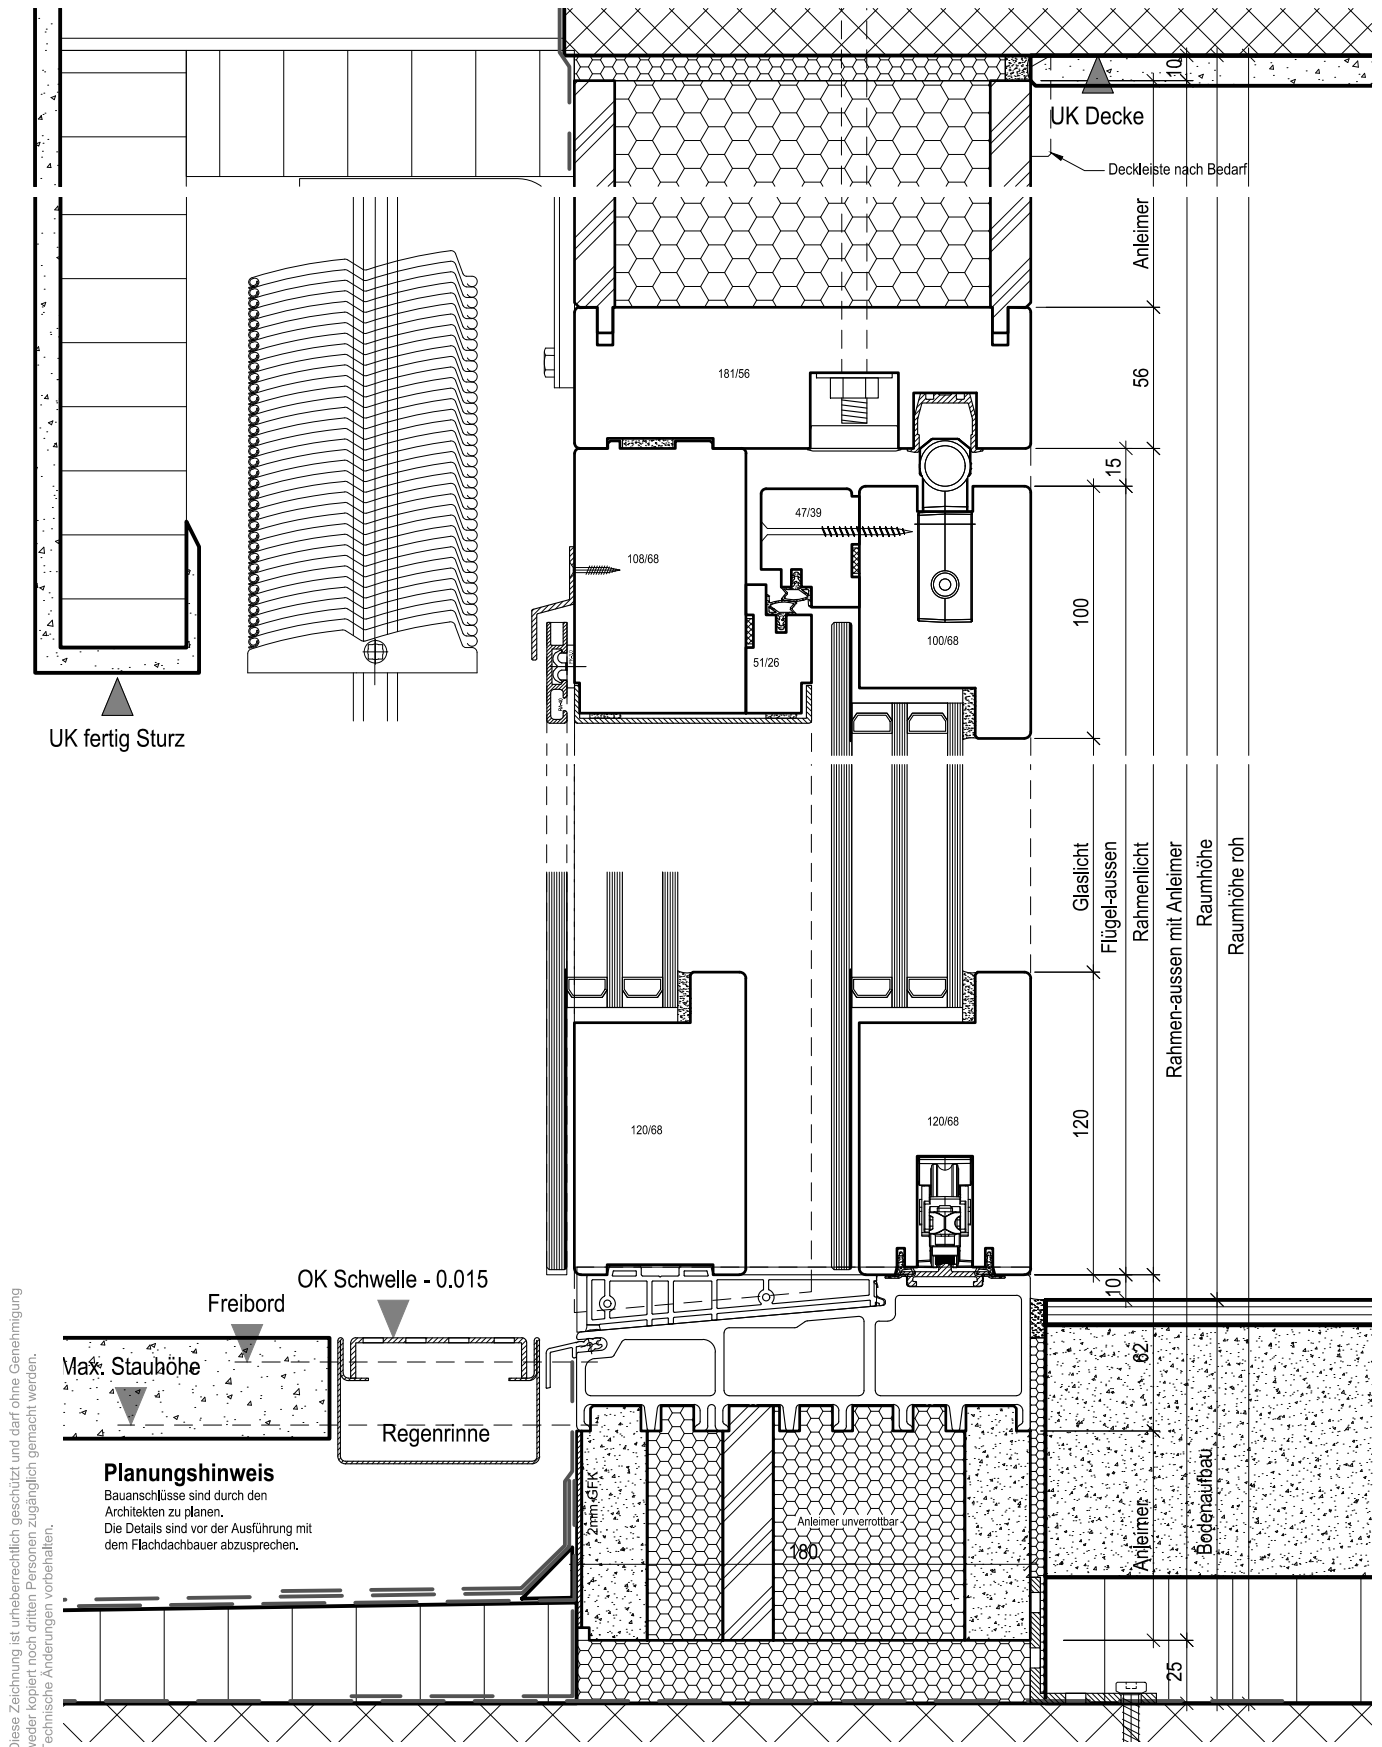 10
UK Decke
Deckleiste nach Bedarf
Anleimer
181/56
56
15
47/39
108/68
100
100/68
51/26
UK fertig Sturz
Glaslicht
Flügel-aussen
Rahmenlicht
Rahmen-aussen mit Anleimer
Raumhöhe
Raumhöhe roh
120/68
120/68
120
OK Schwelle - 0.015
10
Freibord
62
Max. Stauhöhe
Regenrinne
Planungshinweis
Bauanschlüsse sind durch den
Architekten zu planen.
Die Details sind vor der Ausführung mit
dem Flachdachbauer abzusprechen.
2mm GFK
Anleimer unverrottbar
180
Anleimer
Bodenaufbau
25
Diese Zeichnung ist urheberrechtlich geschützt und darf ohne Genehmigung
weder kopiert noch dritten Personen zugänglich gemacht werden.
Technische Änderungen vorbehalten.